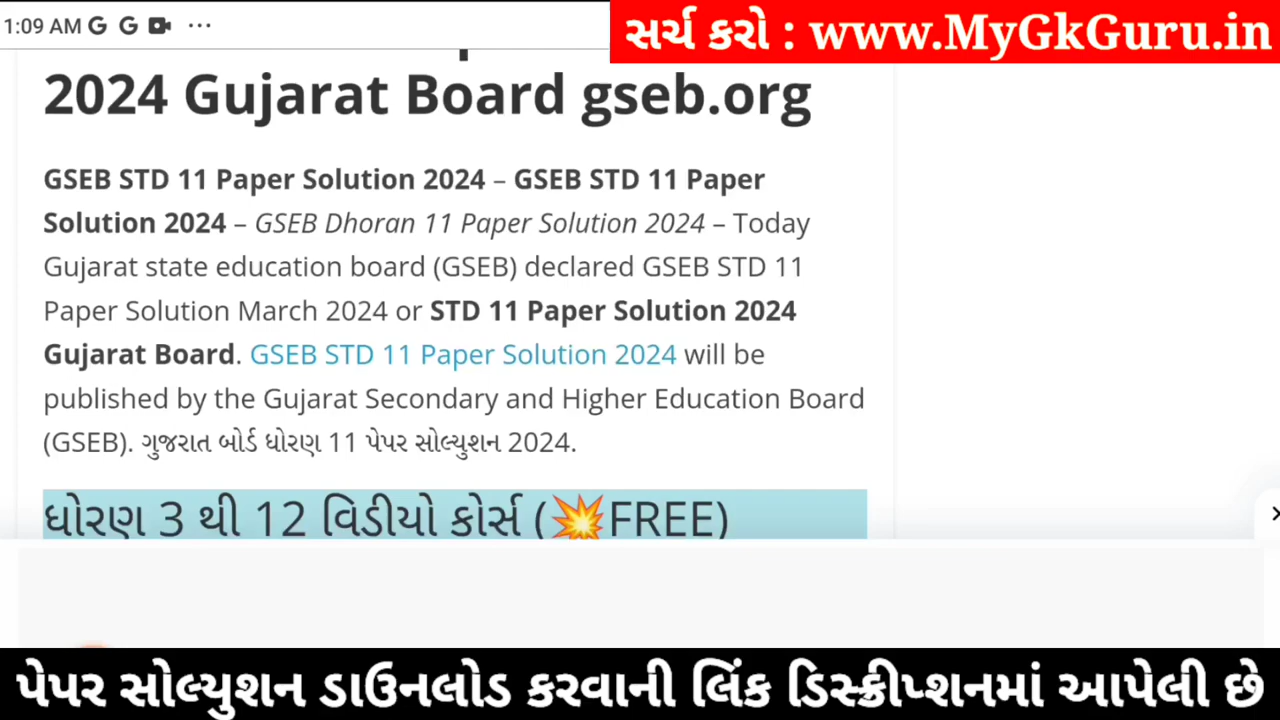 1:09 AM G G ...
સર્ચ કરો : www.MyGkGuru.in
2024 Gujarat Board gseb.org
GSEB STD 11 Paper Solution 2024 – GSEB STD 11 Paper
Solution 2024 – GSEB Dhoran 11 Paper Solution 2024 – Today
Gujarat state education board (GSEB) declared GSEB STD 11
Paper Solution March 2024 or STD 11 Paper Solution 2024
Gujarat Board. GSEB STD 11 Paper Solution 2024 will be
published by the Gujarat Secondary and Higher Education Board
(GSEB). ગુજરાત બોર્ડ ધોરણ 11 પેપર સોલ્યુશન 2024.
ધોરણ 3 થી 12 વિડીયો કોર્સ (💥FREE)
પેપર સોલ્યુશન ડાઉનલોડ કરવાની લિંક ડિસ્ક્રીપ્શનમાં આપેલી છે